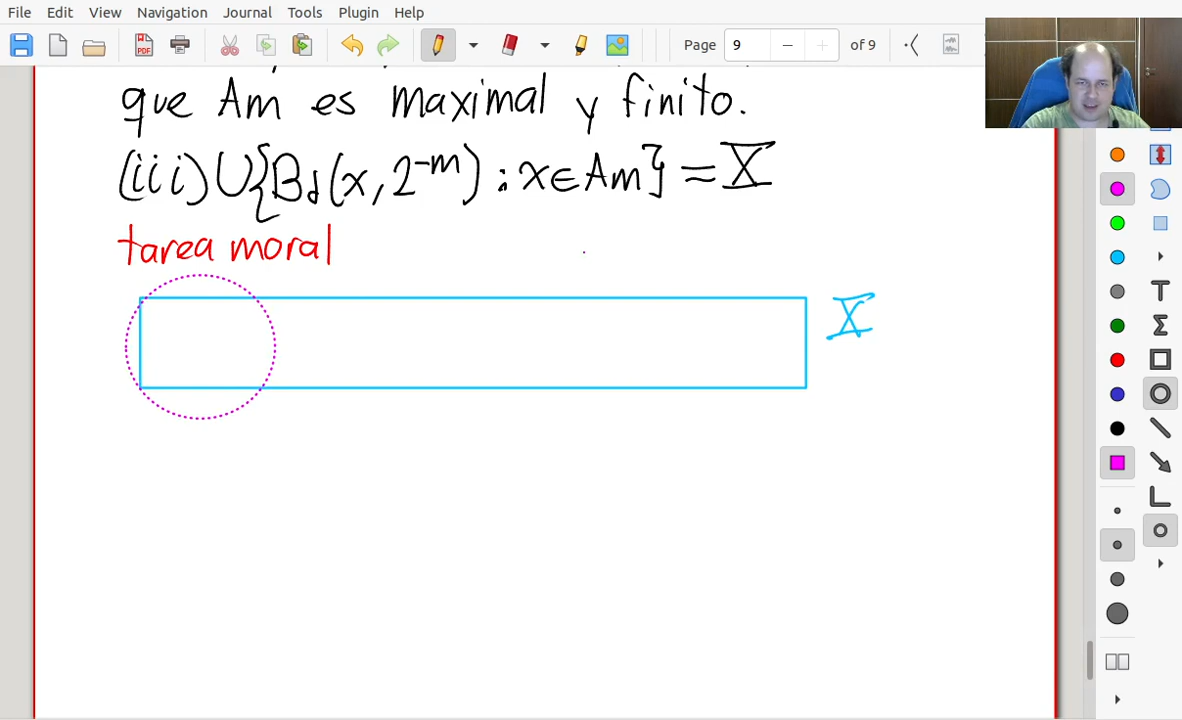 File Edit View Navigation Journal Tools Plugin Help
Page 9 of 9
que Am es maximal y finito.
(iii) U{Bd(x, 2^-m) : x∈Am} = X
tarea moral
X